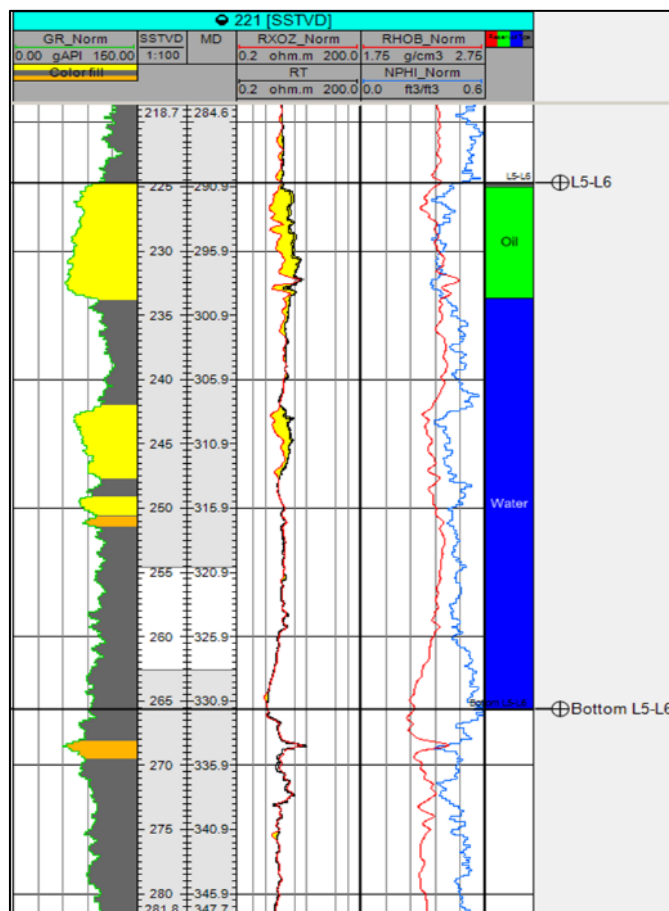 221 [SSTVD]
GR_Norm SSTVD MD RXOZ_Norm RHOB_Norm
0.00 gAPI 150.00 1:100 0.2 ohm.m 200.0 1.75 g/cm3 2.75
Color fill RT NPHI_Norm
0.2 ohm.m 200.0 0.0 ft3/ft3 0.6
218.7 284.6
L5-L6
225 290.9 L5-L6
230 295.9 Oil
235 300.9
240 305.9
245 310.9
250 315.9 Water
255 320.9
260 325.9
265 330.9
Bottom L5-L6
270 335.9
275 340.9
280 345.9
281.8 347.7